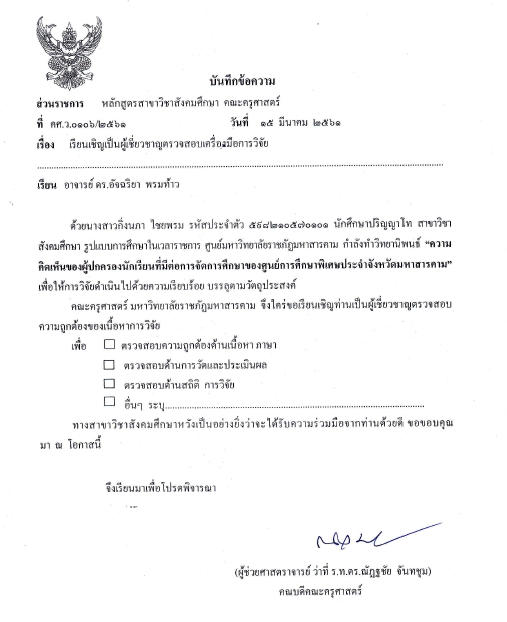 บันทึกข้อความ
ส่วนราชการ หลักสูตรสาขาวิชาสังคมศึกษา คณะครุศาสตร์
ที่ คศ.ว.๐๑๐๖/๒๕๖๑ วันที่ ๑๕ มีนาคม ๒๕๖๑
เรื่อง เรียนเชิญเป็นผู้เชี่ยวชาญตรวจสอบเครื่องมือการวิจัย
เรียน อาจารย์ ดร.อัจฉริยา พรมท้าว
ด้วยนางสาวกิ่งนภา ไชยพรม รหัสประจำตัว ๕๙๘๒๑๐๕๗๐๑๐๑ นักศึกษาปริญญาโท สาขาวิชา
สังคมศึกษา รูปแบบการศึกษาในเวลาราชการ ศูนย์มหาวิทยาลัยราชภัฏมหาสารคาม กำลังทำวิทยานิพนธ์ “ความ
คิดเห็นของผู้ปกครองนักเรียนที่มีต่อการจัดการศึกษาของศูนย์การศึกษาพิเศษประจำจังหวัดมหาสารคาม”
เพื่อให้การวิจัยดำเนินไปด้วยความเรียบร้อย บรรลุตามวัตถุประสงค์
คณะครุศาสตร์ มหาวิทยาลัยราชภัฏมหาสารคาม จึงใคร่ขอเรียนเชิญท่านเป็นผู้เชี่ยวชาญตรวจสอบ
ความถูกต้องของเนื้อหาการวิจัย
เพื่อ ☐ ตรวจสอบความถูกต้องด้านเนื้อหา ภาษา
☐ ตรวจสอบด้านการวัดและประเมินผล
☐ ตรวจสอบด้านสถิติ การวิจัย
☐ อื่นๆ ระบุ........................................
ทางสาขาวิชาสังคมศึกษาหวังเป็นอย่างยิ่งว่าจะได้รับความร่วมมือจากท่านด้วยดี ขอขอบคุณ
มา ณ โอกาสนี้
จึงเรียนมาเพื่อโปรดพิจารณา
(ผู้ช่วยศาสตราจารย์ ว่าที่ ร.ท.ดร.ณัฏฐชัย จันทชุม)
คณบดีคณะครุศาสตร์